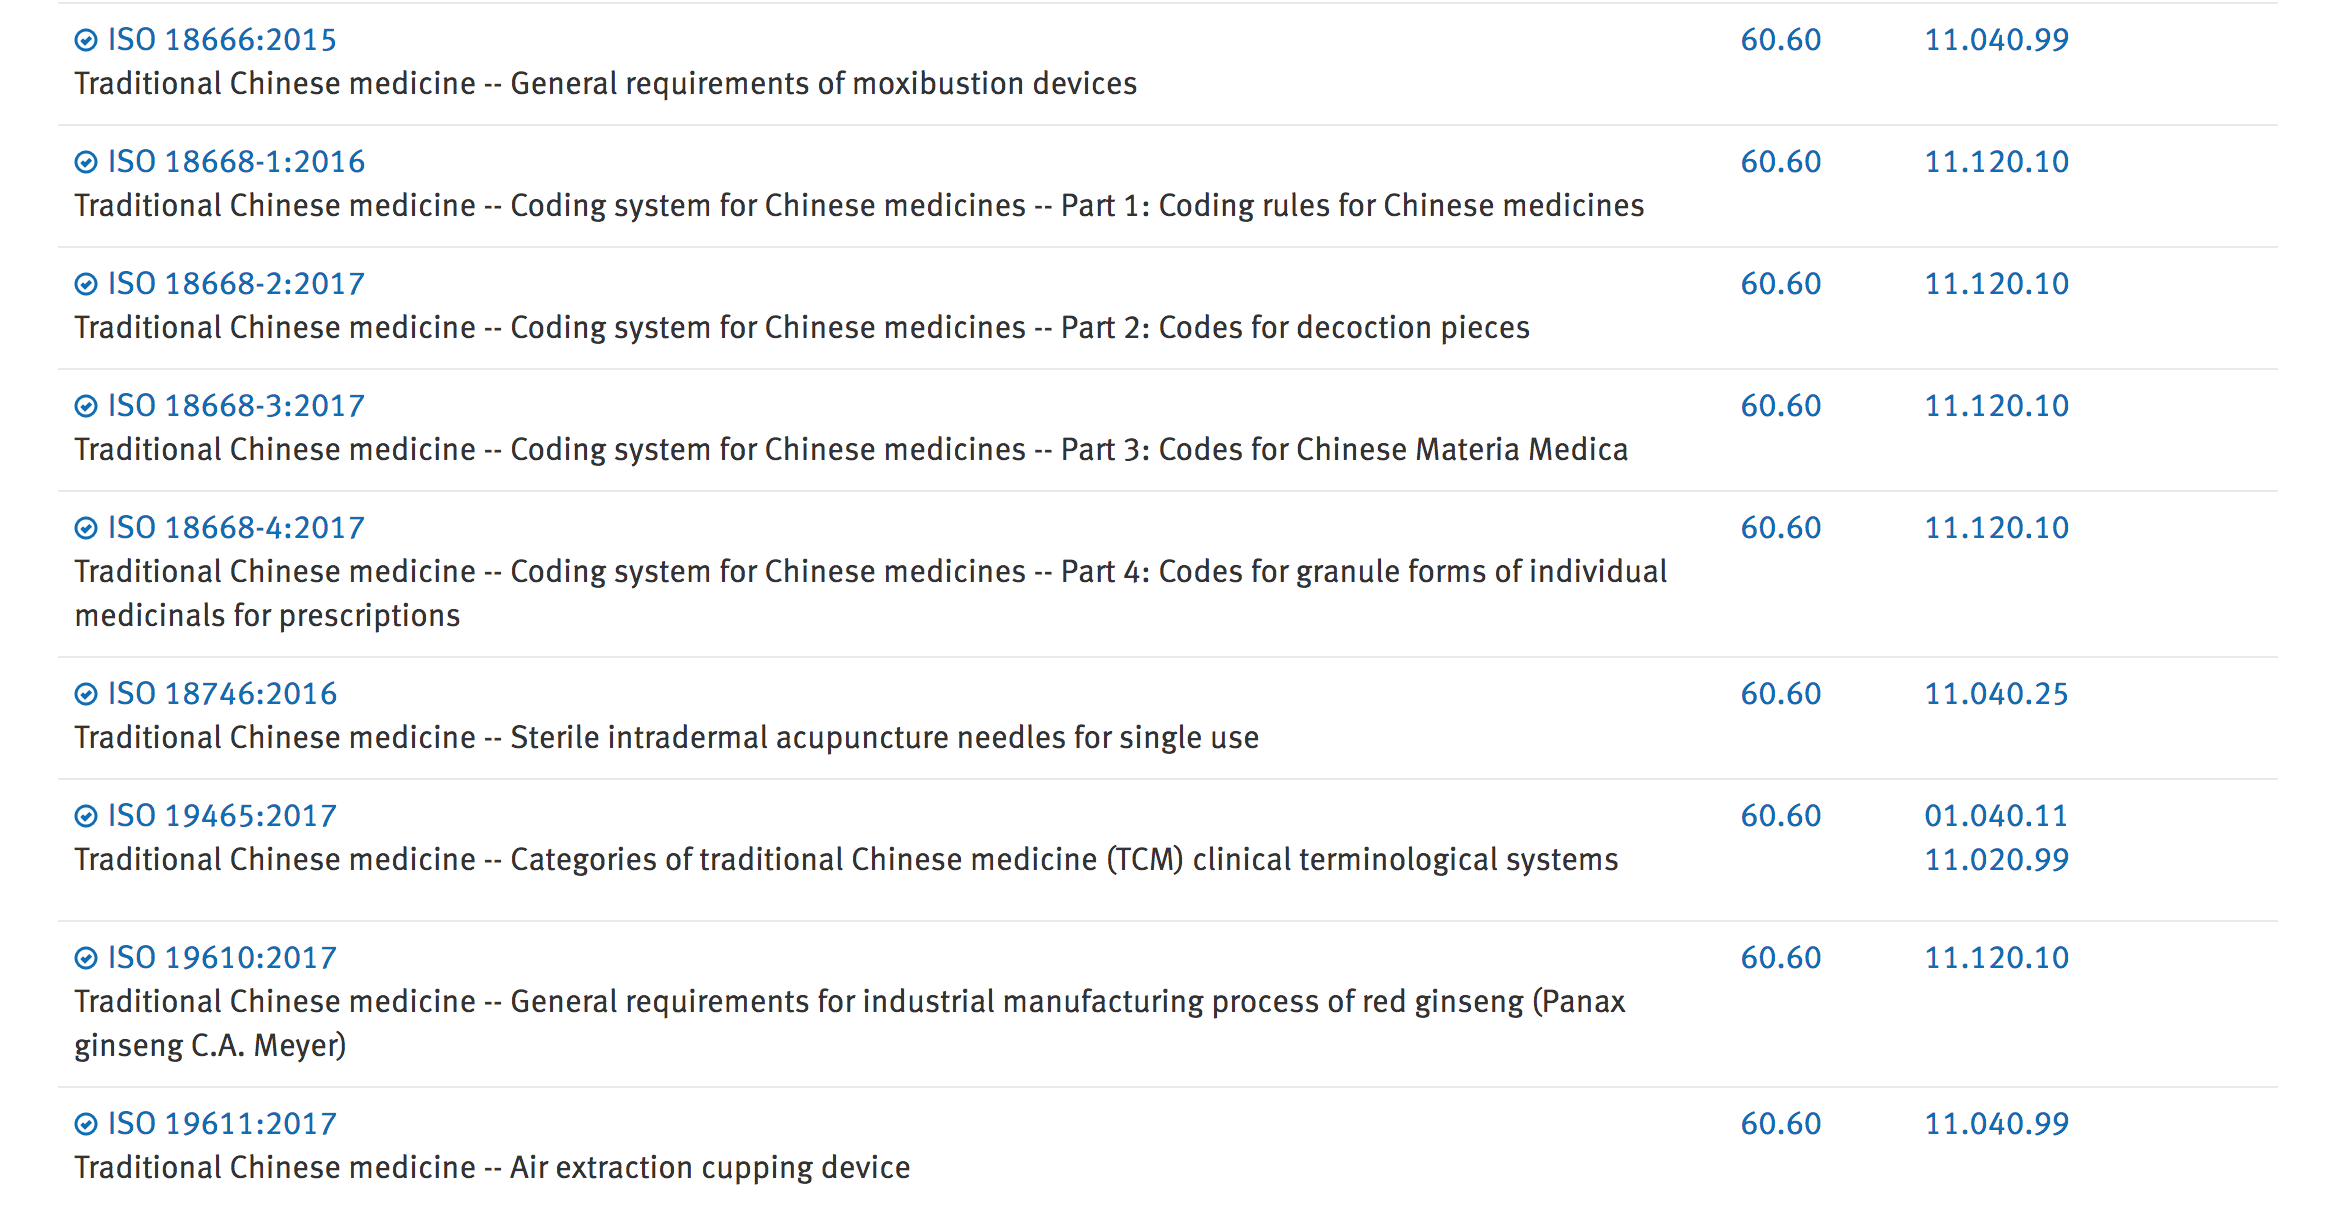 ISO 18666:2015 60.60 11.040.99
Traditional Chinese medicine -- General requirements of moxibustion devices
ISO 18668-1:2016 60.60 11.120.10
Traditional Chinese medicine -- Coding system for Chinese medicines -- Part 1: Coding rules for Chinese medicines
ISO 18668-2:2017 60.60 11.120.10
Traditional Chinese medicine -- Coding system for Chinese medicines -- Part 2: Codes for decoction pieces
ISO 18668-3:2017 60.60 11.120.10
Traditional Chinese medicine -- Coding system for Chinese medicines -- Part 3: Codes for Chinese Materia Medica
ISO 18668-4:2017 60.60 11.120.10
Traditional Chinese medicine -- Coding system for Chinese medicines -- Part 4: Codes for granule forms of individual
medicinals for prescriptions
ISO 18746:2016 60.60 11.040.25
Traditional Chinese medicine -- Sterile intradermal acupuncture needles for single use
ISO 19465:2017 60.60 01.040.11
Traditional Chinese medicine -- Categories of traditional Chinese medicine (TCM) clinical terminological systems 11.020.99
ISO 19610:2017 60.60 11.120.10
Traditional Chinese medicine -- General requirements for industrial manufacturing process of red ginseng (Panax
ginseng C.A. Meyer)
ISO 19611:2017 60.60 11.040.99
Traditional Chinese medicine -- Air extraction cupping device